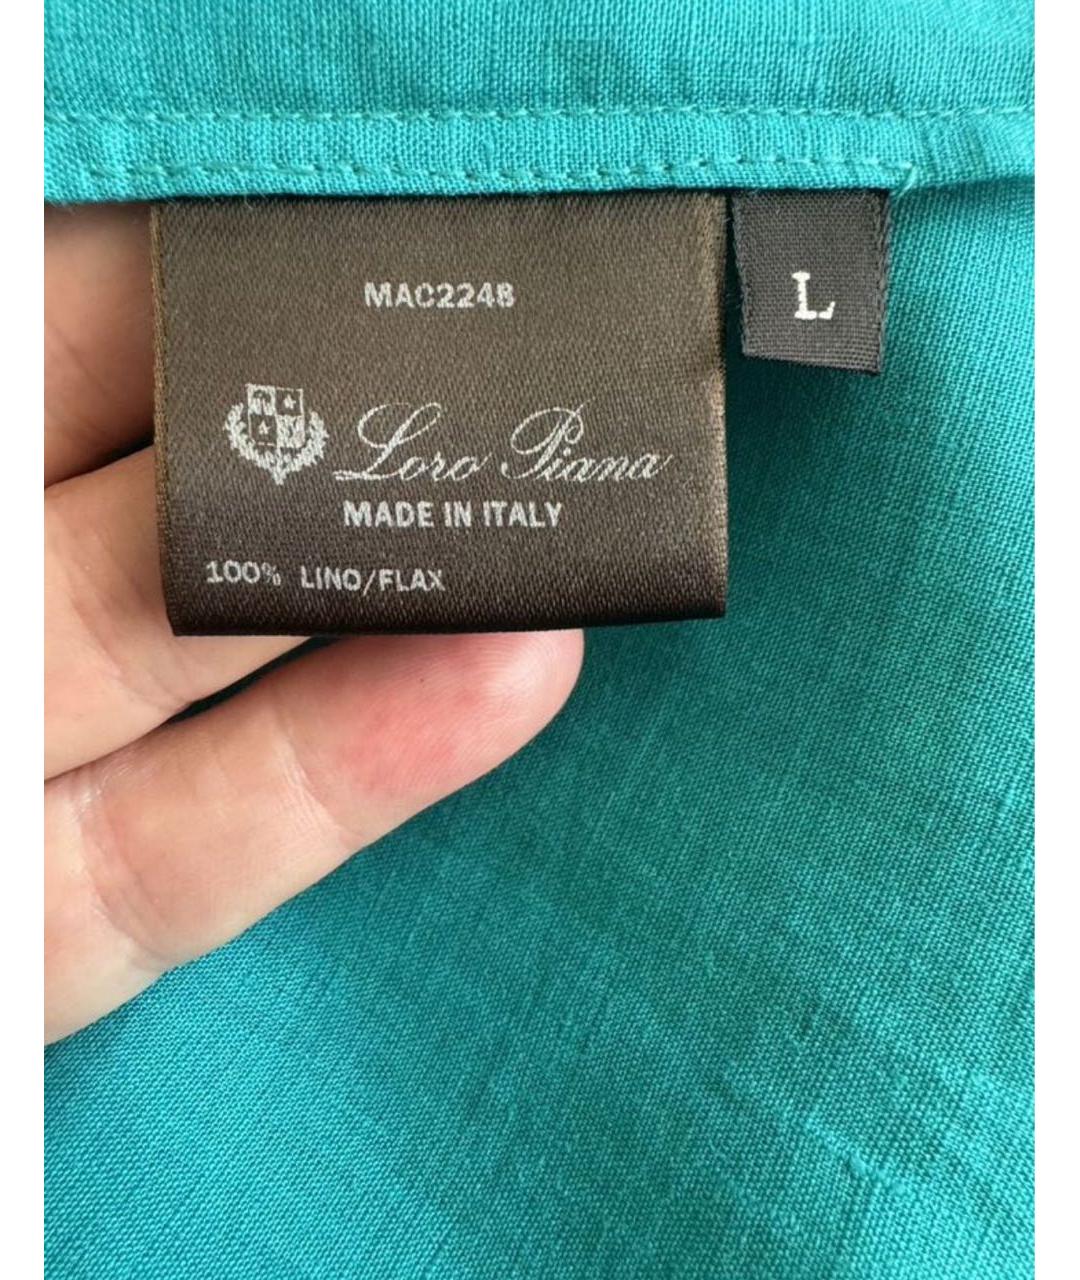 MAC2248
L
Loro Piana
MADE IN ITALY
100% LINO/FLAX